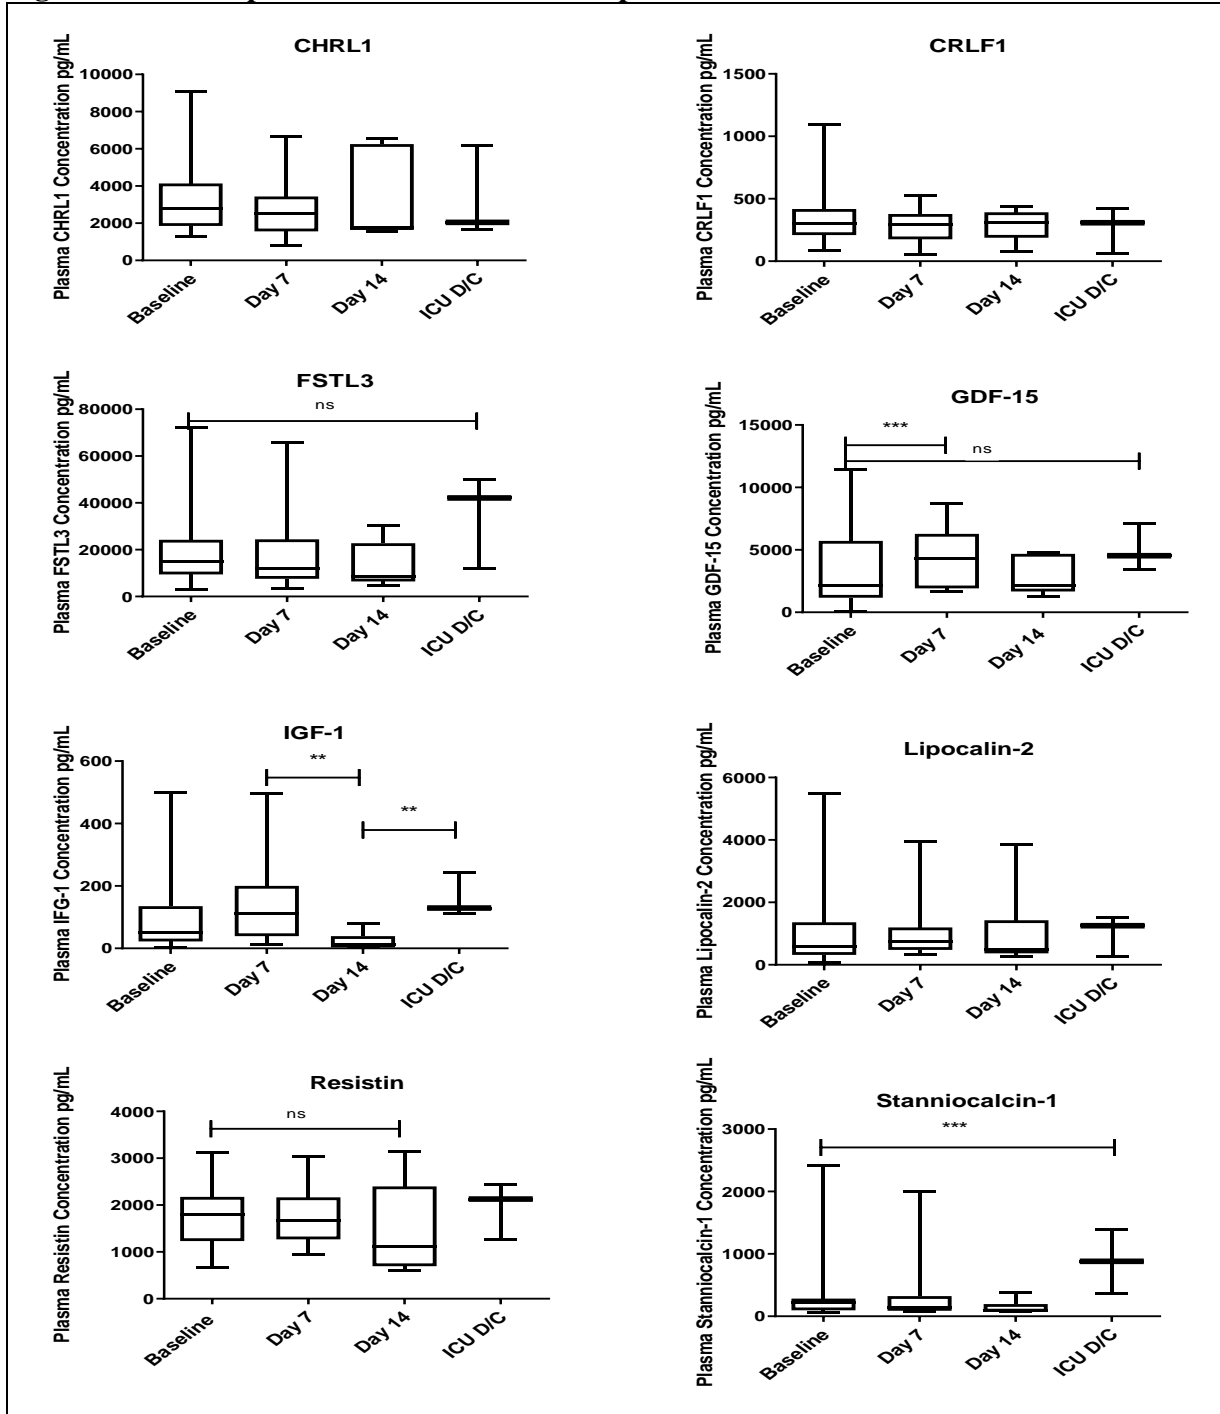 CHRL1
Plasma CHRL1 Concentration pg/mL
10000
8000
6000
4000
2000
0
Baseline
Day 7
Day 14
ICU D/C
CRLF1
Plasma CRLF1 Concentration pg/mL
1500
1000
500
0
Baseline
Day 7
Day 14
ICU D/C
FSTL3
Plasma FSTL3 Concentration pg/mL
80000
60000
40000
20000
0
ns
Baseline
Day 7
Day 14
ICU D/C
GDF-15
Plasma GDF-15 Concentration pg/mL
15000
10000
5000
0
***
ns
Baseline
Day 7
Day 14
ICU D/C
IGF-1
Plasma IFG-1 Concentration pg/mL
600
400
200
0
**
**
Baseline
Day 7
Day 14
ICU D/C
Lipocalin-2
Plasma Lipocalin-2 Concentration pg/mL
6000
4000
2000
0
Baseline
Day 7
Day 14
ICU D/C
Resistin
Plasma Resistin Concentration pg/mL
4000
3000
2000
1000
0
ns
Baseline
Day 7
Day 14
ICU D/C
Stanniocalcin-1
Plasma Stanniocalcin-1 Concentration pg/mL
3000
2000
1000
0
***
Baseline
Day 7
Day 14
ICU D/C